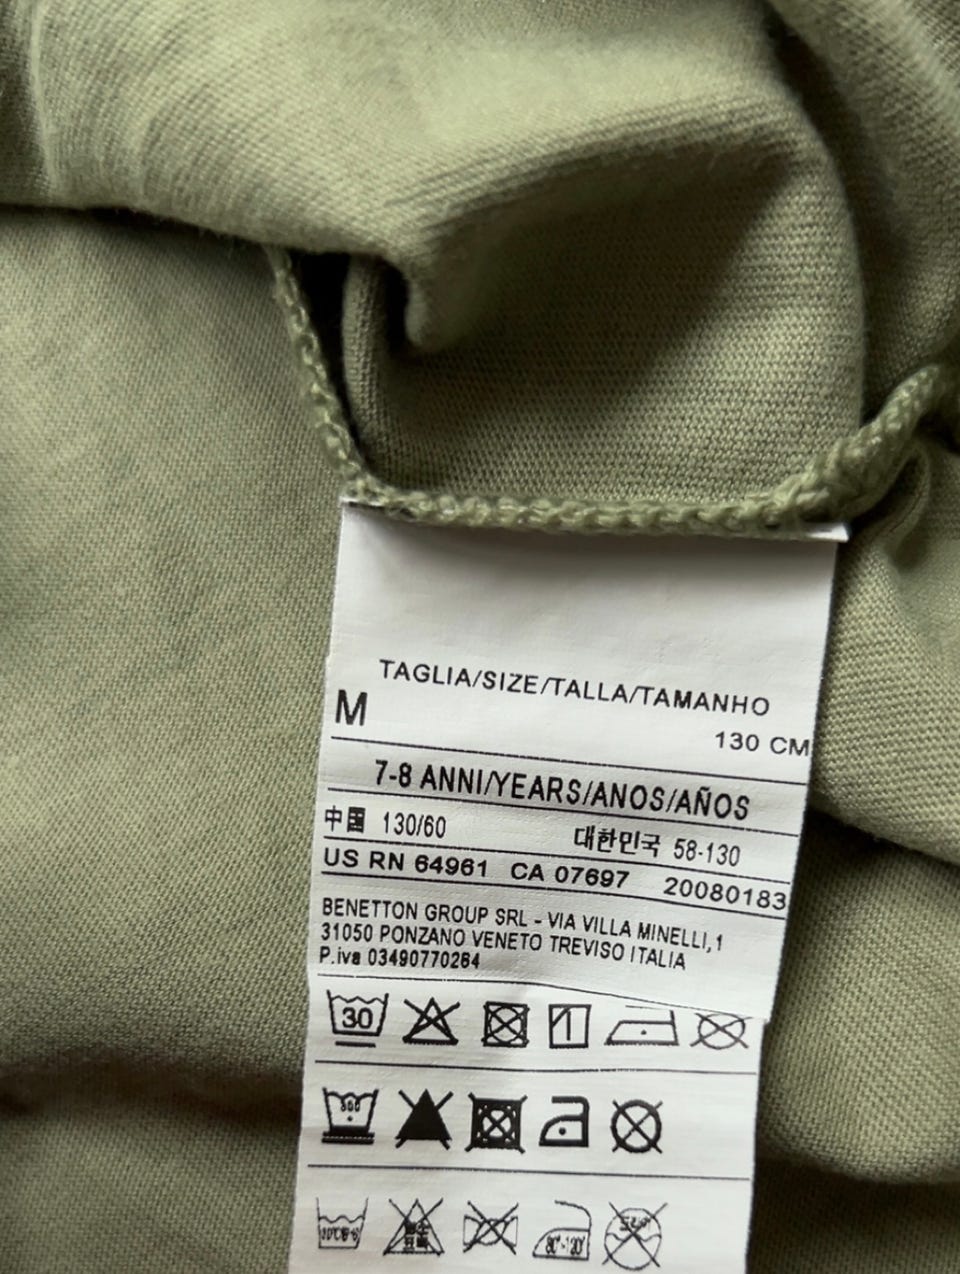 TAGLIA/SIZE/TALLA/TAMANHO
M
130 CM
7-8 ANNI/YEARS/ANOS/AÑOS
中国 130/60 대한민국 58-130
US RN 64961 CA 07697 20080183
BENETTON GROUP SRL - VIA VILLA MINELLI,1
31050 PONZANO VENETO TREVISO ITALIA
P.iva 03490770264
30